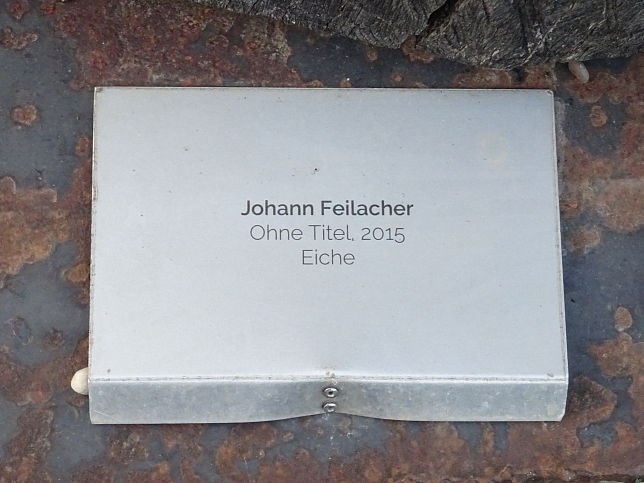 Johann Feilacher
Ohne Titel, 2015
Eiche